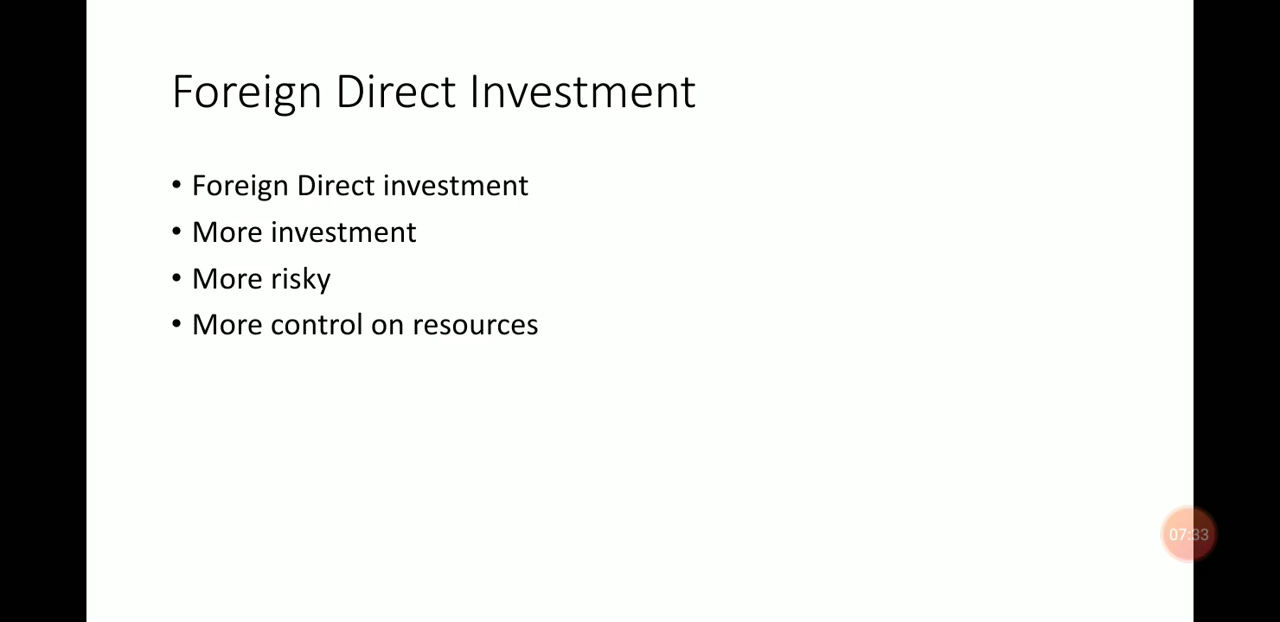 Foreign Direct Investment
• Foreign Direct investment
• More investment
• More risky
• More control on resources
07:33